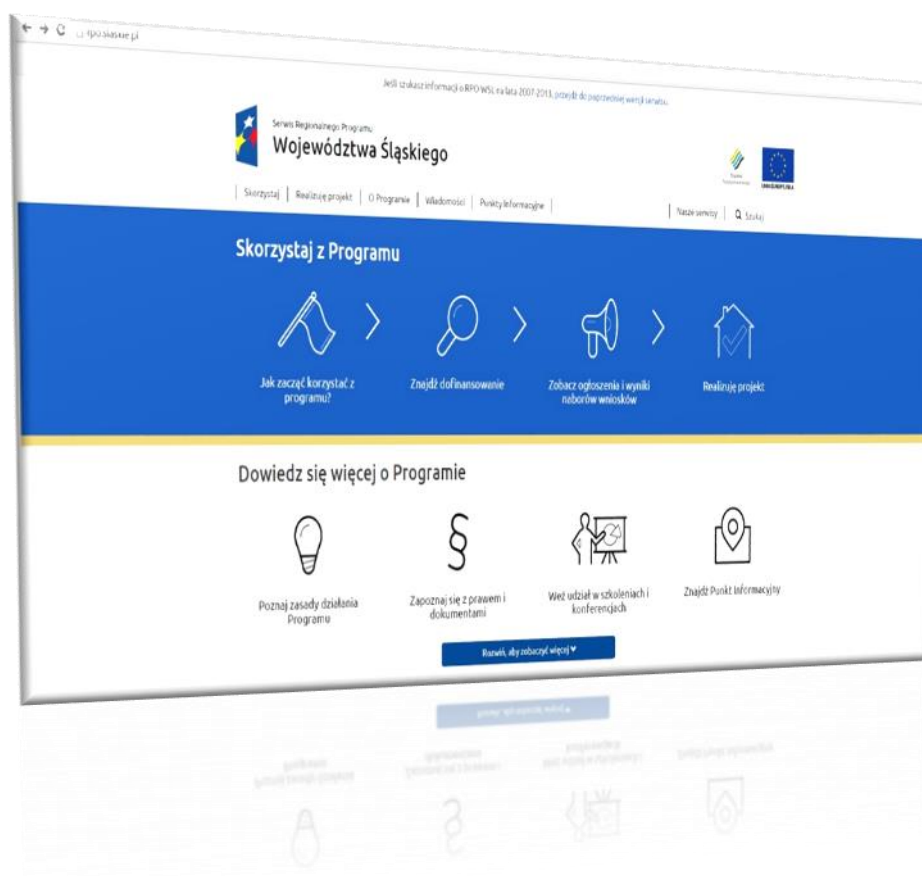 rpo.slaskie.pl
Jeśli szukasz informacji o RPO WSL na lata 2007-2013, przejdź do poprzedniej wersji serwisu.
Serwis Regionalnego Programu
Województwa Śląskiego
UNIA EUROPEJSKA
Skorzystaj | Realizuję projekt | O Programie | Wiadomości | Punkty Informacyjne |
| Nasze serwisy | Szukaj
Skorzystaj z Programu
Jak zacząć korzystać z
programu?
Znajdź dofinansowanie
Zobacz ogłoszenia i wyniki
naborów wniosków
Realizuję projekt
Dowiedz się więcej o Programie
Poznaj zasady działania
Programu
Zapoznaj się z prawem i
dokumentami
Weź udział w szkoleniach i
konferencjach
Znajdź Punkt Informacyjny
Rozwiń, aby zobaczyć więcej